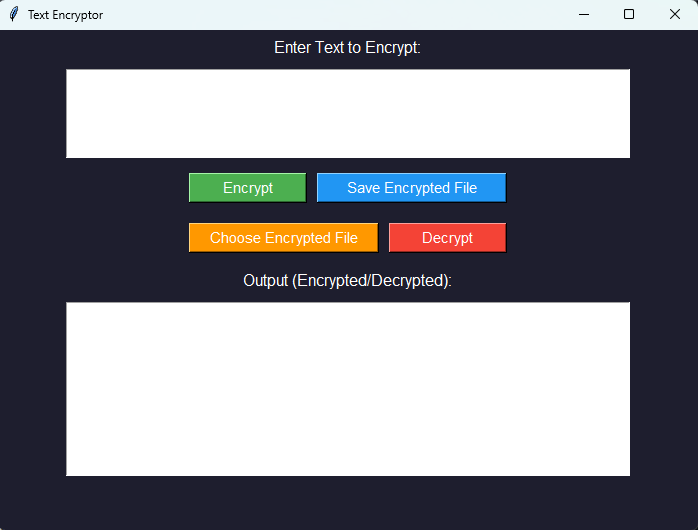 Text Encryptor
Enter Text to Encrypt:
Encrypt
Save Encrypted File
Choose Encrypted File
Decrypt
Output (Encrypted/Decrypted):